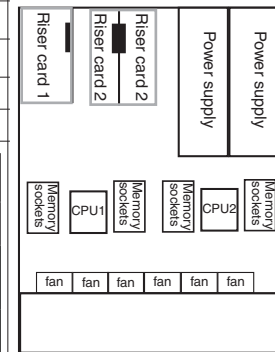 Riser card 1
Riser card 2
Riser card 2
Power supply
Power supply
Memory
sockets
CPU1
Memory
sockets
Memory
sockets
CPU2
Memory
sockets
fan
fan
fan
fan
fan
fan